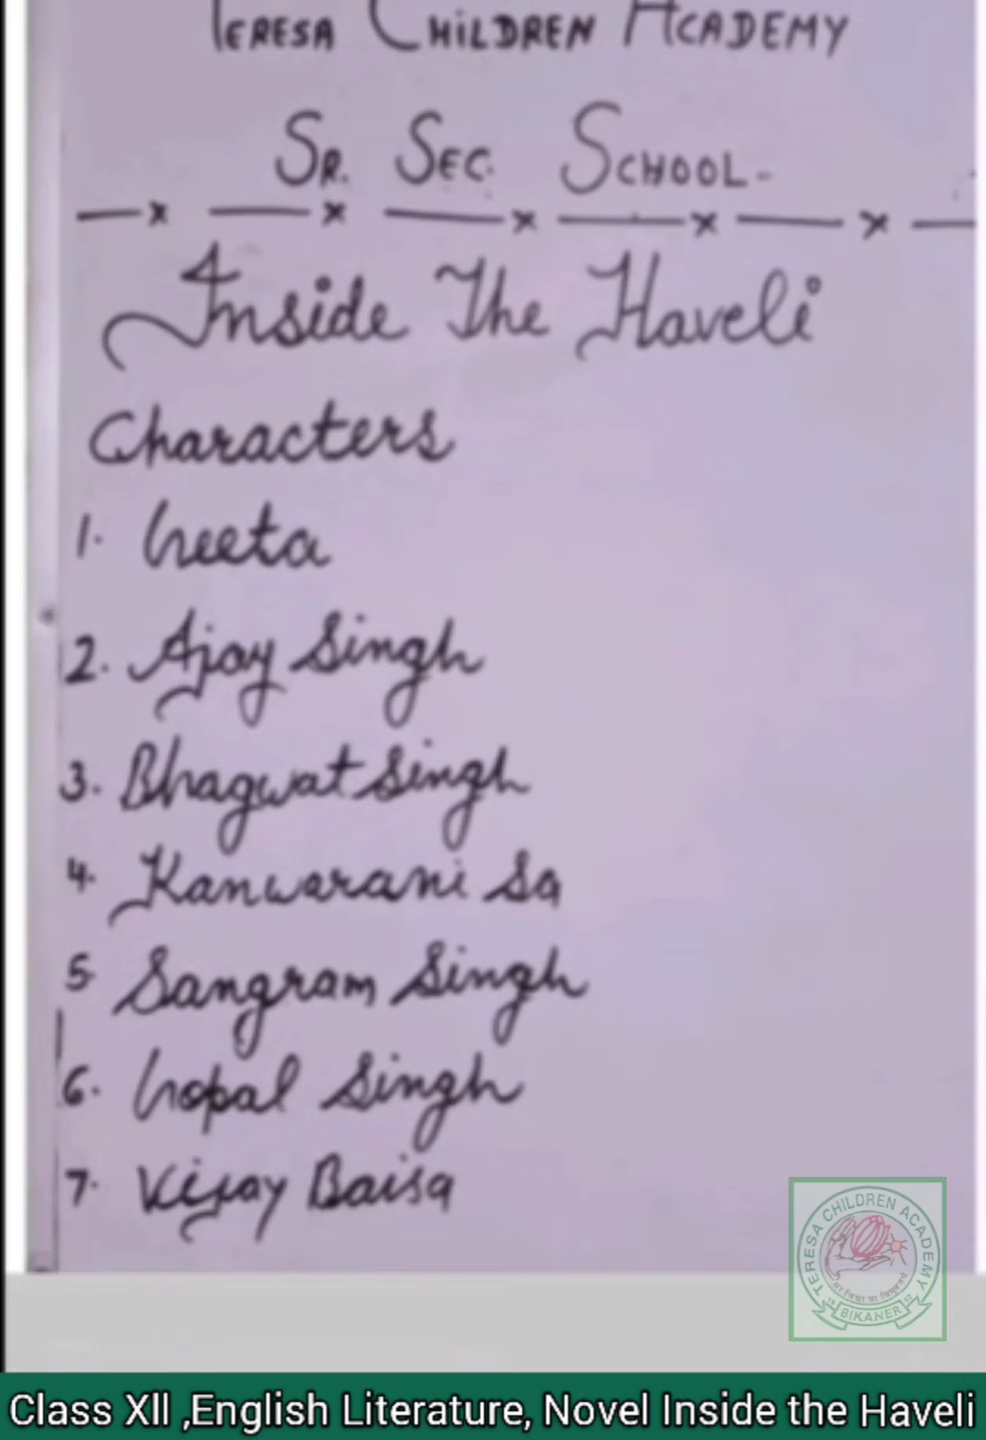 TERESA CHILDREN ACADEMY
SR. SEC. SCHOOL-
Inside The Haveli
Characters
1. Geeta
2. Ajay Singh
3. Bhagwat Singh
4. Kanwarani Sa
5 Sangram Singh
6. Gopal Singh
7. Vijay Baisa
TERESA CHILDREN ACADEMY
BIKANER
Class Xll ,English Literature, Novel Inside the Haveli